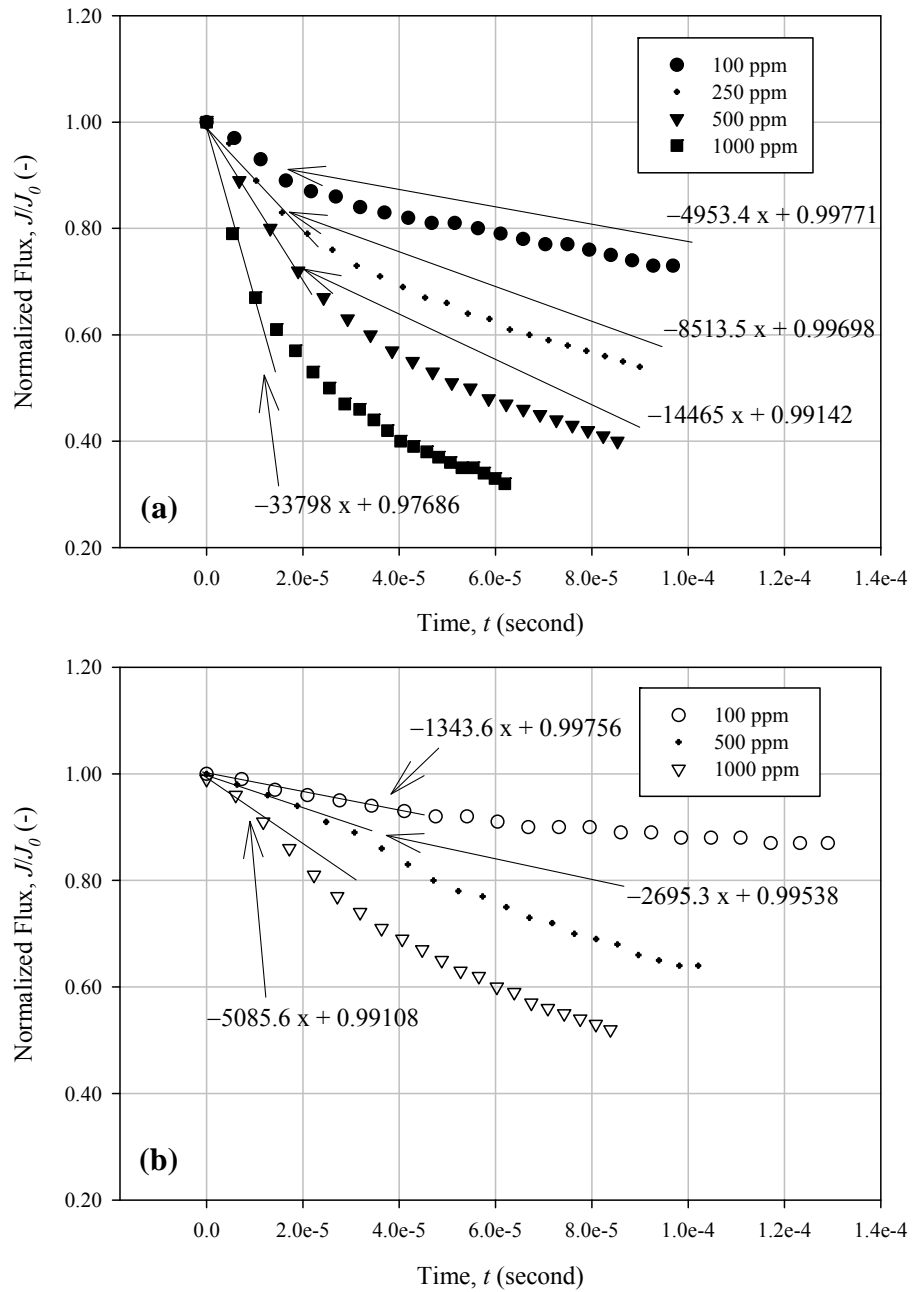 1.20
100 ppm
250 ppm
500 ppm
1000 ppm
1.00
0.80
0.60
0.40
0.20
Normalized Flux, J/J0 (-)
−4953.4 x + 0.99771
−8513.5 x + 0.99698
−14465 x + 0.99142
−33798 x + 0.97686
(a)
0.0 2.0e-5 4.0e-5 6.0e-5 8.0e-5 1.0e-4 1.2e-4 1.4e-4
Time, t (second)
1.20
100 ppm
500 ppm
1000 ppm
1.00
0.80
0.60
0.40
0.20
Normalized Flux, J/J0 (-)
−1343.6 x + 0.99756
−2695.3 x + 0.99538
−5085.6 x + 0.99108
(b)
0.0 2.0e-5 4.0e-5 6.0e-5 8.0e-5 1.0e-4 1.2e-4 1.4e-4
Time, t (second)